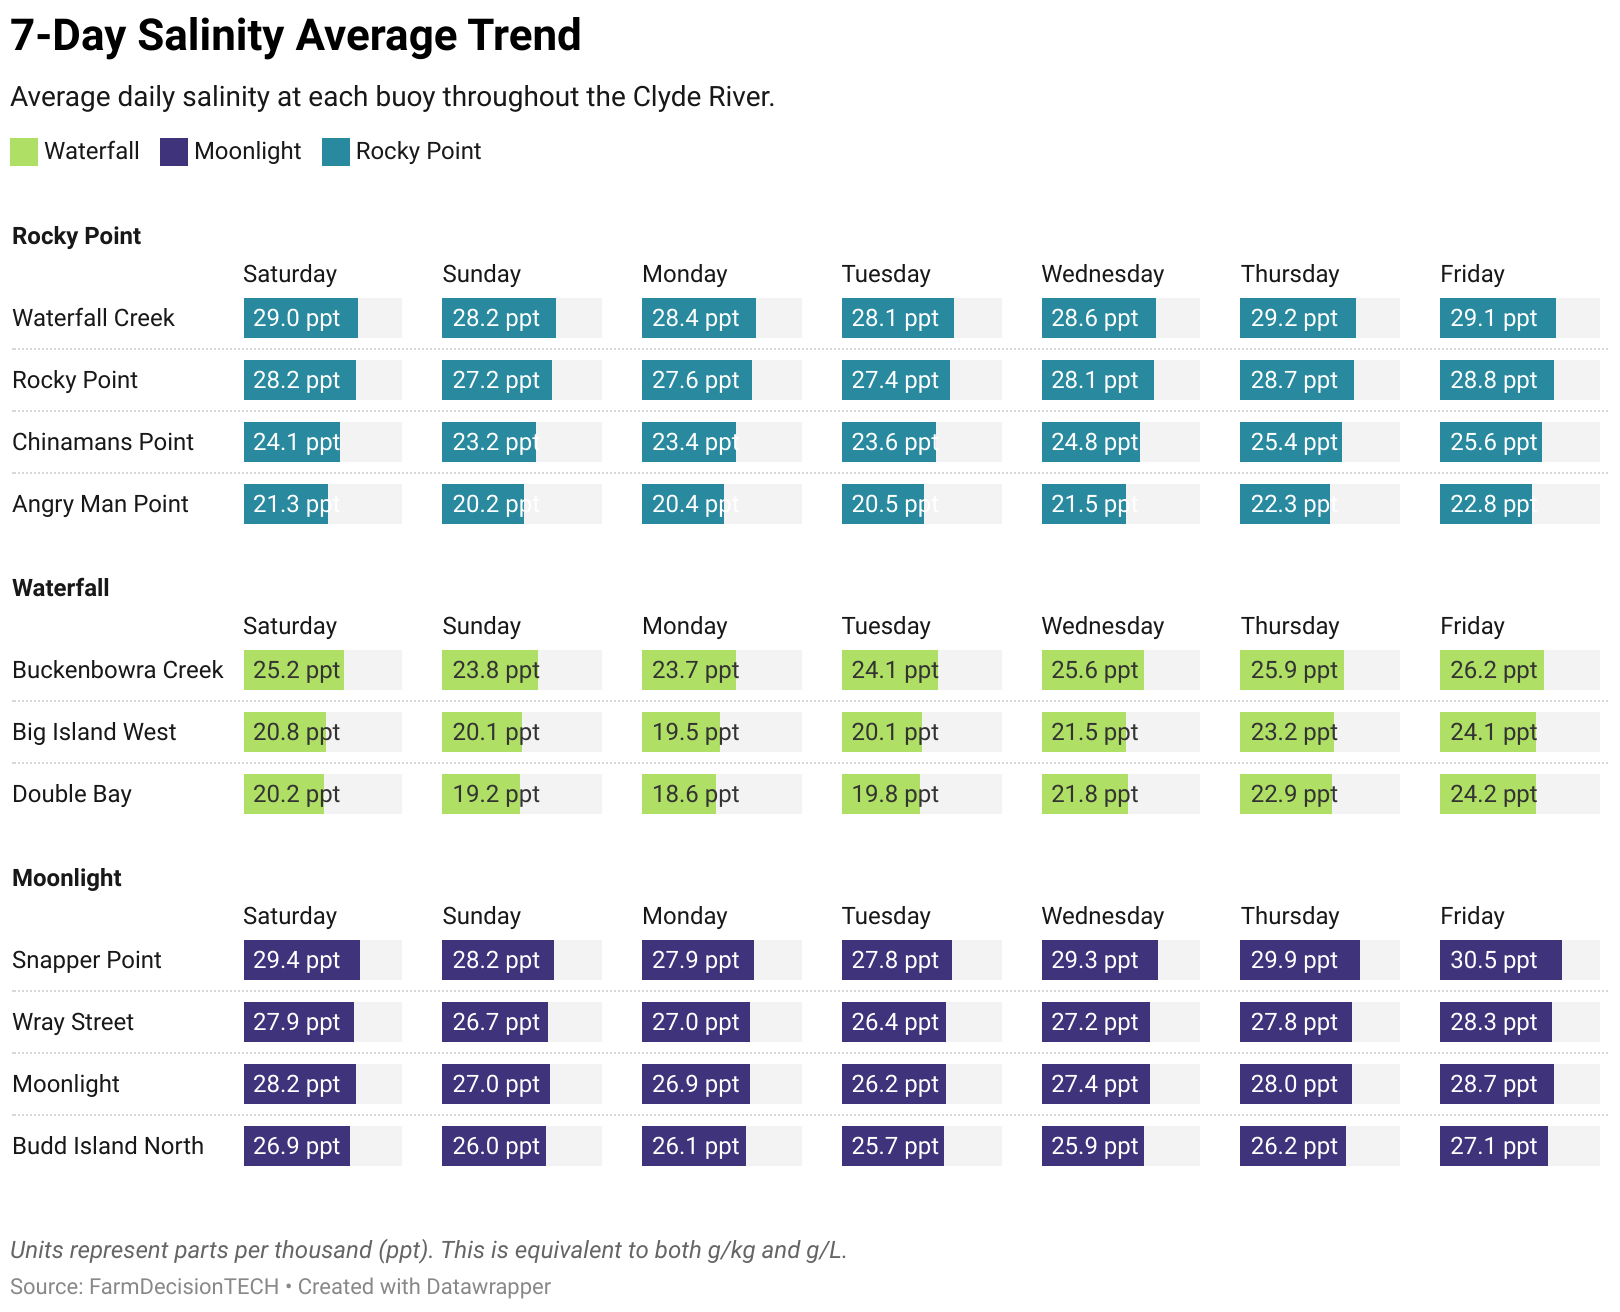 7-Day Salinity Average Trend
Average daily salinity at each buoy throughout the Clyde River.
Waterfall Moonlight Rocky Point
Rocky Point
Saturday Sunday Monday Tuesday Wednesday Thursday Friday
Waterfall Creek 29.0 ppt 28.2 ppt 28.4 ppt 28.1 ppt 28.6 ppt 29.2 ppt 29.1 ppt
Rocky Point 28.2 ppt 27.2 ppt 27.6 ppt 27.4 ppt 28.1 ppt 28.7 ppt 28.8 ppt
Chinamans Point 24.1 ppt 23.2 ppt 23.4 ppt 23.6 ppt 24.8 ppt 25.4 ppt 25.6 ppt
Angry Man Point 21.3 ppt 20.2 ppt 20.4 ppt 20.5 ppt 21.5 ppt 22.3 ppt 22.8 ppt
Waterfall
Saturday Sunday Monday Tuesday Wednesday Thursday Friday
Buckenbowra Creek 25.2 ppt 23.8 ppt 23.7 ppt 24.1 ppt 25.6 ppt 25.9 ppt 26.2 ppt
Big Island West 20.8 ppt 20.1 ppt 19.5 ppt 20.1 ppt 21.5 ppt 23.2 ppt 24.1 ppt
Double Bay 20.2 ppt 19.2 ppt 18.6 ppt 19.8 ppt 21.8 ppt 22.9 ppt 24.2 ppt
Moonlight
Saturday Sunday Monday Tuesday Wednesday Thursday Friday
Snapper Point 29.4 ppt 28.2 ppt 27.9 ppt 27.8 ppt 29.3 ppt 29.9 ppt 30.5 ppt
Wray Street 27.9 ppt 26.7 ppt 27.0 ppt 26.4 ppt 27.2 ppt 27.8 ppt 28.3 ppt
Moonlight 28.2 ppt 27.0 ppt 26.9 ppt 26.2 ppt 27.4 ppt 28.0 ppt 28.7 ppt
Budd Island North 26.9 ppt 26.0 ppt 26.1 ppt 25.7 ppt 25.9 ppt 26.2 ppt 27.1 ppt
Units represent parts per thousand (ppt). This is equivalent to both g/kg and g/L.
Source: FarmDecisionTECH • Created with Datawrapper